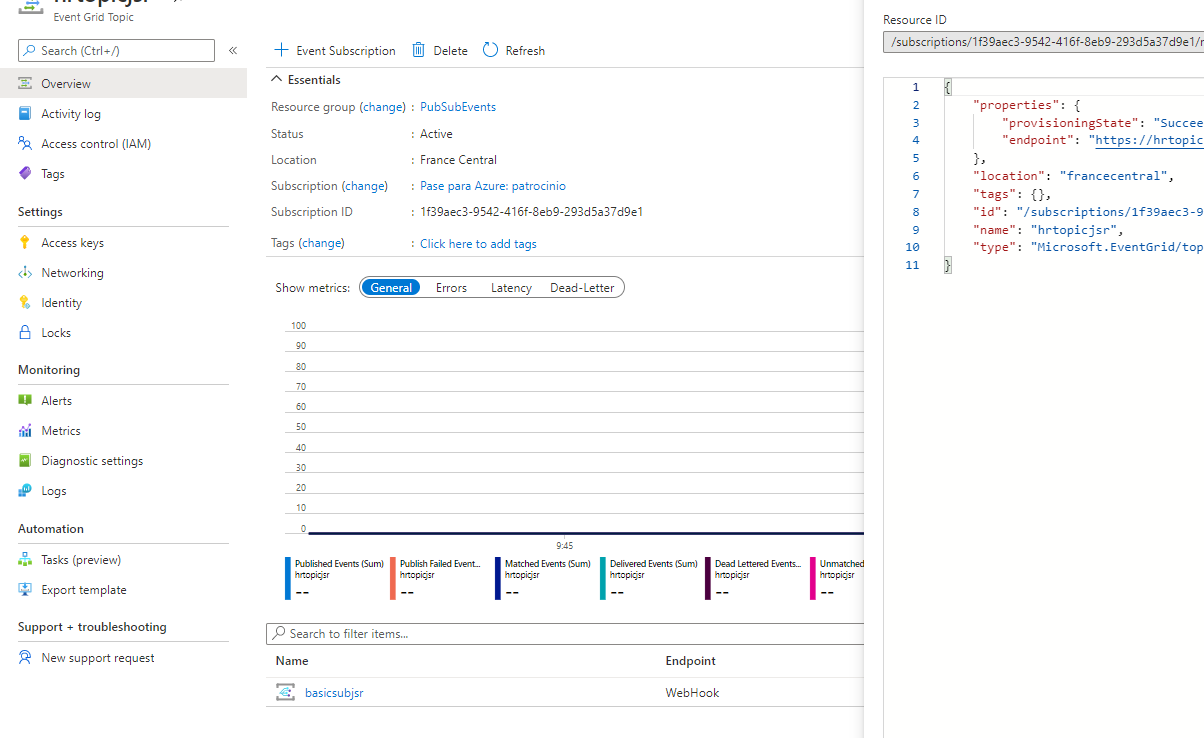 hrtopicjsr
Event Grid Topic
Search (Ctrl+/)
Overview
Activity log
Access control (IAM)
Tags
Settings
Access keys
Networking
Identity
Locks
Monitoring
Alerts
Metrics
Diagnostic settings
Logs
Automation
Tasks (preview)
Export template
Support + troubleshooting
New support request
Event Subscription Delete Refresh
Essentials
Resource group (change) : PubSubEvents
Status : Active
Location : France Central
Subscription (change) : Pase para Azure: patrocinio
Subscription ID : 1f39aec3-9542-416f-8eb9-293d5a37d9e1
Tags (change) : Click here to add tags
Show metrics: General Errors Latency Dead-Letter
100
90
80
70
60
50
40
30
20
10
0
9:45
Published Events (Sum)
hrtopicjsr
--
Publish Failed Event...
hrtopicjsr
--
Matched Events (Sum)
hrtopicjsr
--
Delivered Events (Sum)
hrtopicjsr
--
Dead Lettered Events...
hrtopicjsr
--
Unmatched
hrtopicjsr
--
Search to filter items...
Name Endpoint
basicsubjsr WebHook
Resource ID
/subscriptions/1f39aec3-9542-416f-8eb9-293d5a37d9e1/r
1 {
2 "properties": {
3 "provisioningState": "Succee
4 "endpoint": "https://hrtopic
5 },
6 "location": "francecentral",
7 "tags": {},
8 "id": "/subscriptions/1f39aec3-9
9 "name": "hrtopicjsr",
10 "type": "Microsoft.EventGrid/top
11 }